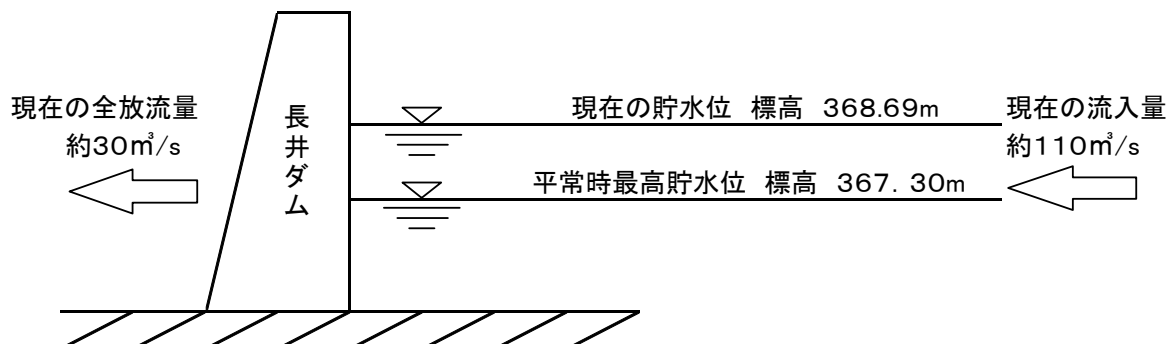 現在の全放流量
約30㎥/s
長井ダム
現在の貯水位 標高 368.69m
平常時最高貯水位 標高 367.30m
現在の流入量
約110㎥/s